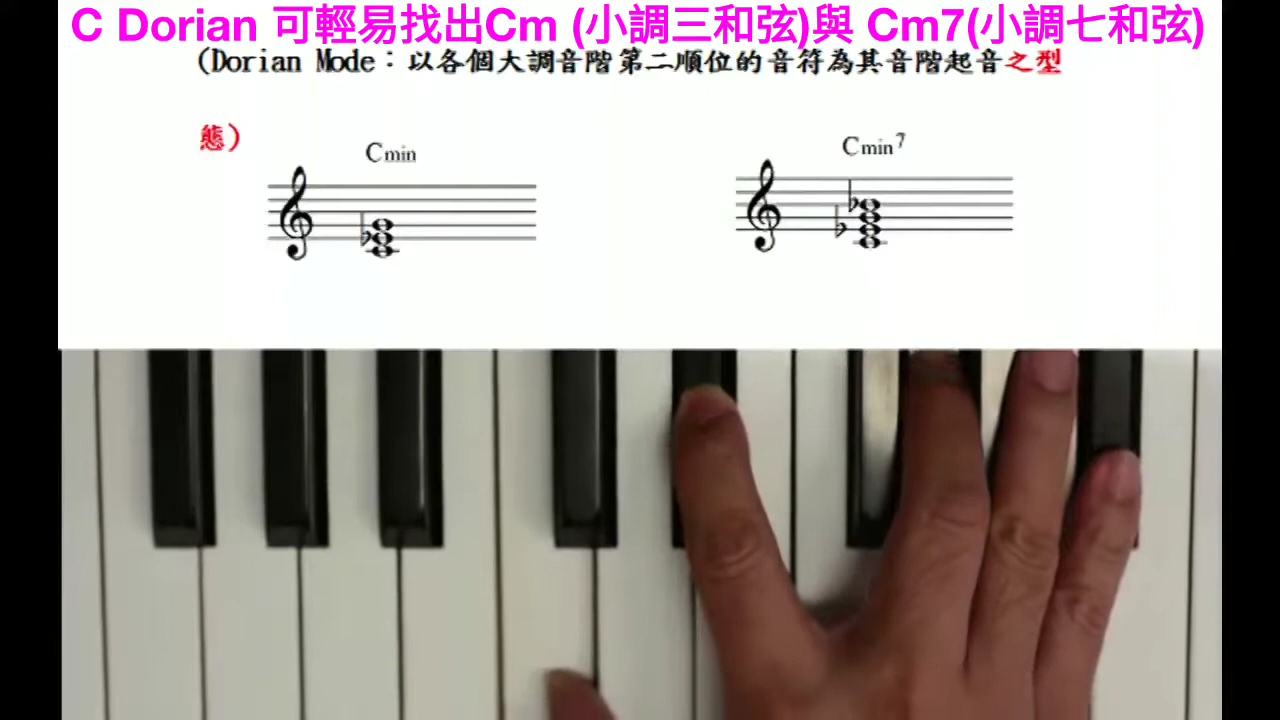 C Dorian 可輕易找出Cm (小調三和弦)與 Cm7(小調七和弦)
(Dorian Mode：以各個大調音階第二順位的音符為其音階起音之型
態)
Cmin
Cmin7